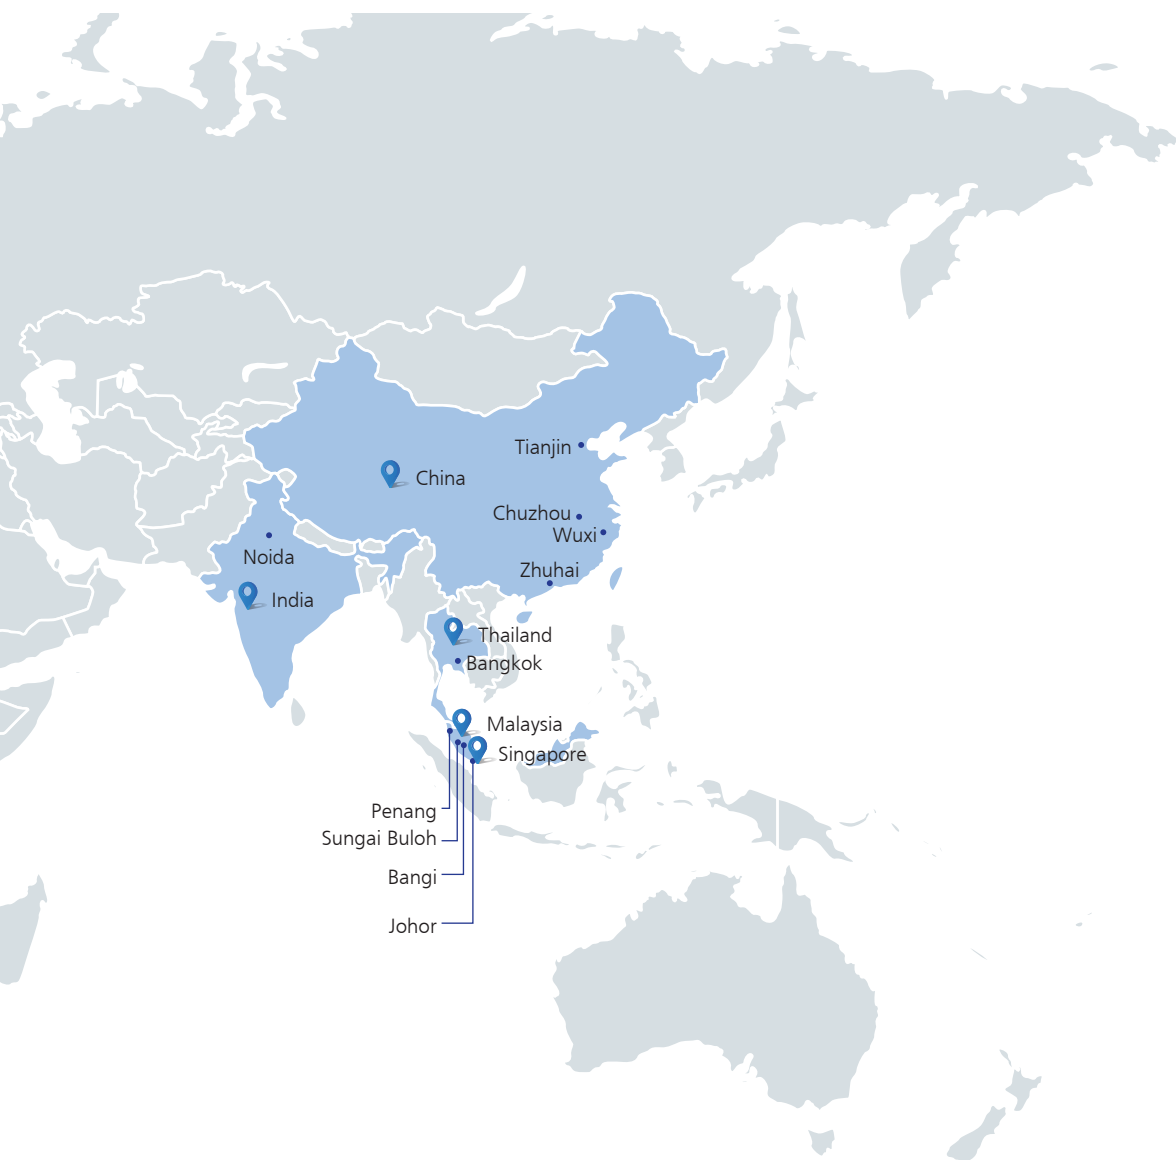 Tianjin
China
Chuzhou
Wuxi
Noida
Zhuhai
India
Thailand
Bangkok
Malaysia
Singapore
Penang
Sungai Buloh
Bangi
Johor